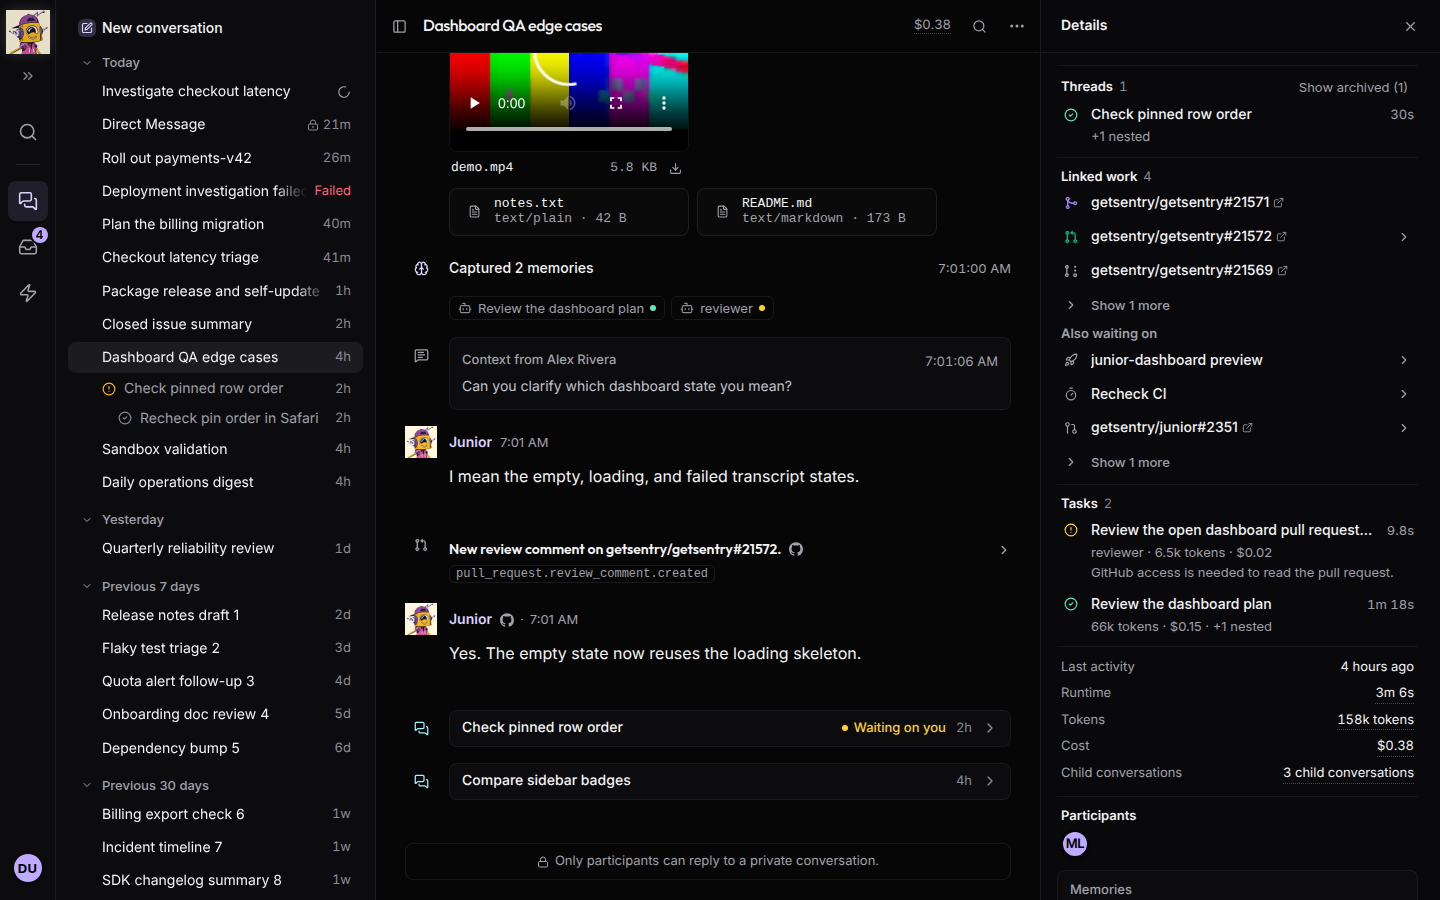 New conversation
Today
Investigate checkout latency
Direct Message 21m
Roll out payments-v42 26m
Deployment investigation failed Failed
Plan the billing migration 40m
Checkout latency triage 41m
Package release and self-update 1h
Closed issue summary 2h
Dashboard QA edge cases 4h
Check pinned row order 2h
Recheck pin order in Safari 2h
Sandbox validation 4h
Daily operations digest 4h
Yesterday
Quarterly reliability review 1d
Previous 7 days
Release notes draft 1 2d
Flaky test triage 2 3d
Quota alert follow-up 3 4d
Onboarding doc review 4 5d
Dependency bump 5 6d
Previous 30 days
Billing export check 6 1w
Incident timeline 7 1w
SDK changelog summary 8 1w
4
DU
Dashboard QA edge cases $0.38
0:00
demo.mp4 5.8 KB
notes.txt
text/plain · 42 B
README.md
text/markdown · 173 B
Captured 2 memories 7:01:00 AM
Review the dashboard plan
reviewer
Context from Alex Rivera 7:01:06 AM
Can you clarify which dashboard state you mean?
Junior 7:01 AM
I mean the empty, loading, and failed transcript states.
New review comment on getsentry/getsentry#21572.
pull_request.review_comment.created
Junior · 7:01 AM
Yes. The empty state now reuses the loading skeleton.
Check pinned row order Waiting on you 2h
Compare sidebar badges 4h
Only participants can reply to a private conversation.
Details
Threads 1 Show archived (1)
Check pinned row order 30s
+1 nested
Linked work 4
getsentry/getsentry#21571
getsentry/getsentry#21572
getsentry/getsentry#21569
Show 1 more
Also waiting on
junior-dashboard preview
Recheck CI
getsentry/junior#2351
Show 1 more
Tasks 2
Review the open dashboard pull request... 9.8s
reviewer · 6.5k tokens · $0.02
GitHub access is needed to read the pull request.
Review the dashboard plan 1m 18s
66k tokens · $0.15 · +1 nested
Last activity 4 hours ago
Runtime 3m 6s
Tokens 158k tokens
Cost $0.38
Child conversations 3 child conversations
Participants
ML
Memories